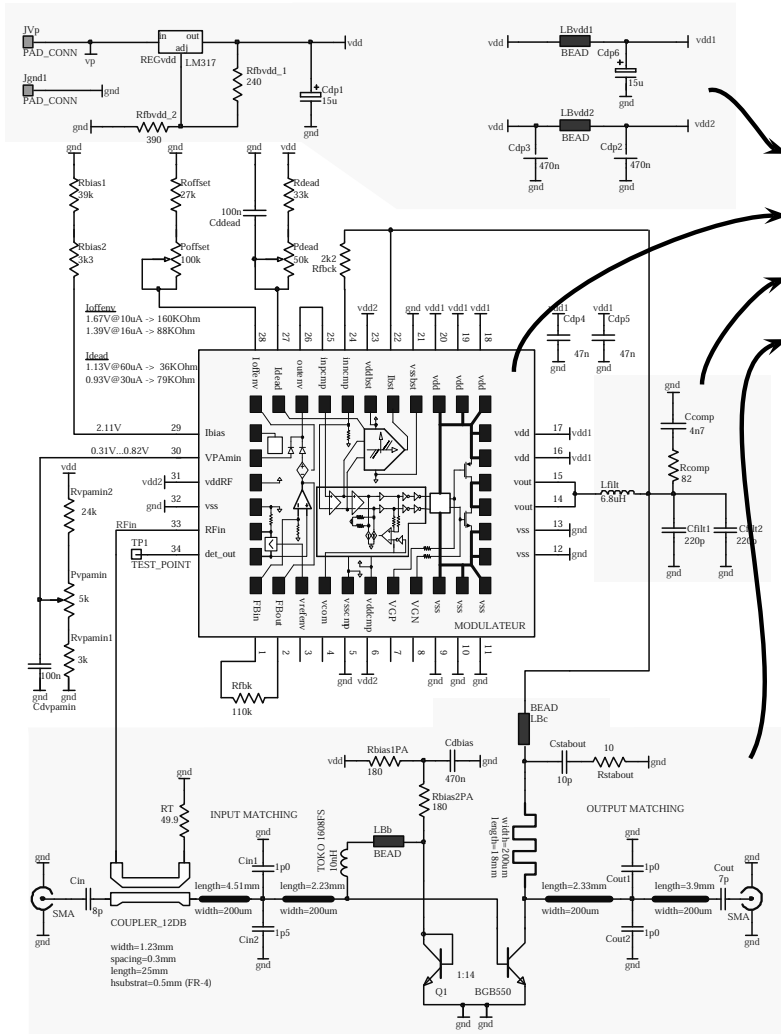 JVp
PAD_CONN
vp
in
out
adj
REGvdd
LM317
vdd
Rfbvdd_1
240
Cdp1
15u
gnd
Jgnd1
PAD_CONN
gnd
gnd
Rfbvdd_2
390
vdd
LBvdd1
BEAD
Cdp6
vdd1
15u
gnd
vdd
LBvdd2
BEAD
vdd2
Cdp3
470n
gnd
Cdp2
470n
gnd
gnd
Rbias1
39k
Rbias2
3k3
gnd
Roffset
27k
Poffset
100k
gnd
100n
Cddead
vdd
Rdead
33k
Pdead
50k
2k2
Rfbck
Ioffenv
1.67V@10uA -> 160KOhm
1.39V@16uA -> 88KOhm
Idead
1.13V@60uA -> 36KOhm
0.93V@30uA -> 79KOhm
vdd2
gnd
vdd1
vdd1
vdd1
28
27
26
25
24
23
22
21
20
19
18
vdd1
Cdp4
47n
gnd
vdd1
Cdp5
47n
gnd
Ioffenv
Idead
outenv
inpcmp
inncmp
vddbst
Ibst
vssbst
vdd
vdd
vdd
2.11V
29
Ibias
0.31V...0.82V
30
VPAmin
vdd2
31
vddRF
gnd
32
vss
RFin
33
RFin
TP1
TEST_POINT
34
det_out
vdd
17
vdd1
vdd
16
vdd1
vout
15
vout
14
vss
13
gnd
vss
12
gnd
Lfilt
6.8uH
gnd
Ccomp
4n7
Rcomp
82
Cfilt1
220p
gnd
Cfilt2
220p
gnd
vdd
Rvpamin2
24k
Pvpamin
5k
Rvpamin1
3k
gnd
100n
gnd
Cdvpamin
FBin
FBout
vrefenv
vcom
vsscmp
vddcmp
VGP
VGN
vss
vss
vss
MODULATEUR
1
2
3
4
5
6
7
8
9
10
11
gnd
vdd2
gnd
gnd
gnd
Rfbk
110k
BEAD
LBc
vdd
Rbias1PA
180
Cdbias
470n
gnd
Rbias2PA
180
Cstabout
10p
10
Rstabout
gnd
gnd
RT
49.9
INPUT MATCHING
TOKO 1608FS
10nH
LBb
BEAD
width=200um
length=18mm
OUTPUT MATCHING
gnd
SMA
gnd
Cin
8p
COUPLER_12DB
width=1.23mm
spacing=0.3mm
length=25mm
hsubstrat=0.5mm (FR-4)
length=4.51mm
width=200um
gnd
Cin1
1p0
Cin2
1p5
gnd
length=2.23mm
width=200um
Q1
1:14
BGB550
gnd
gnd
length=2.33mm
width=200um
gnd
1p0
Cout1
Cout2
1p0
gnd
length=3.9mm
width=200um
Cout
7p
gnd
SMA
gnd